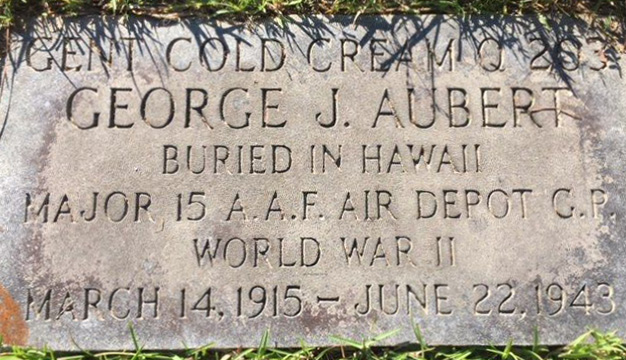 GENT COLD CREAM Q 263
GEORGE J. AUBERT
BURIED IN HAWAII
MAJOR, 15 A.A.F. AIR DEPOT G.P.
WORLD WAR II
MARCH 14, 1915 – JUNE 22, 1943